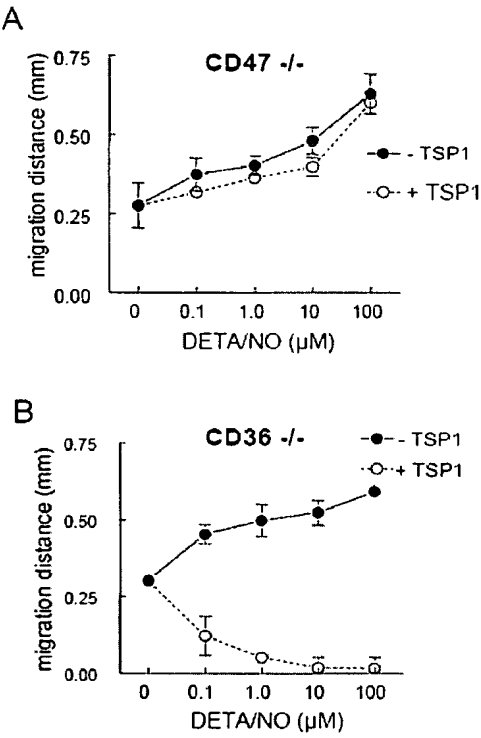 A
CD47 -/-
migration distance (mm)
0.75
0.50
0.25
0.00
- TSP1
+ TSP1
0 0.1 1.0 10 100
DETA/NO (µM)
B
CD36 -/-
- TSP1
+ TSP1
migration distance (mm)
0.75
0.50
0.25
0.00
0 0.1 1.0 10 100
DETA/NO (µM)